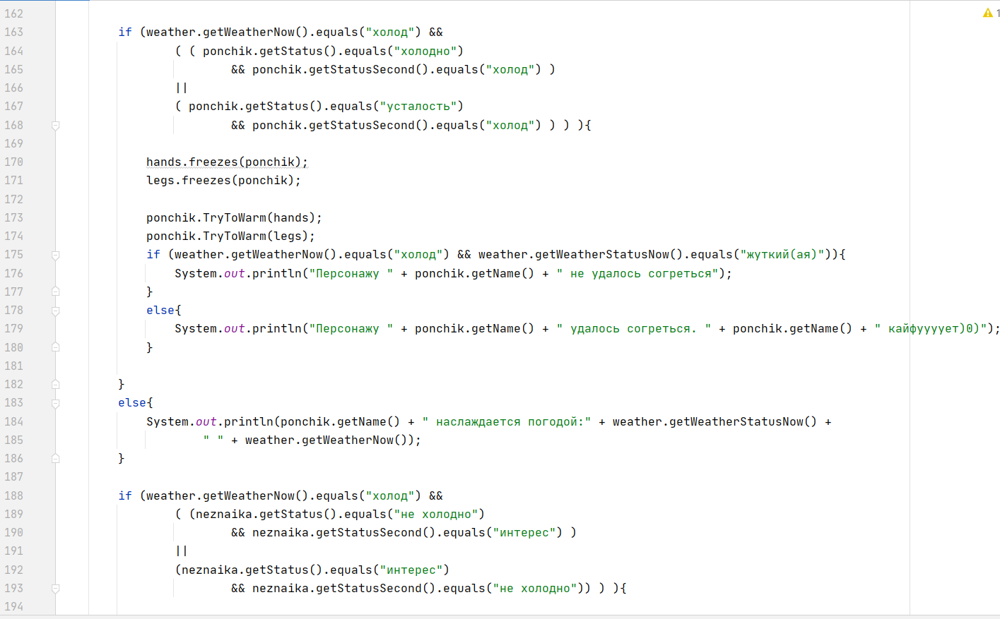 162
163 if (weather.getWeatherNow().equals("холод") &&
164 ( ( ponchik.getStatus().equals("холодно")
165 && ponchik.getStatusSecond().equals("холод") )
166 ||
167 ( ponchik.getStatus().equals("усталость")
168 && ponchik.getStatusSecond().equals("холод") ) ) ){
169
170 hands.freezes(ponchik);
171 legs.freezes(ponchik);
172
173 ponchik.TryToWarm(hands);
174 ponchik.TryToWarm(legs);
175 if (weather.getWeatherNow().equals("холод") && weather.getWeatherStatusNow().equals("жуткий(ая)")){
176 System.out.println("Персонажу " + ponchik.getName() + " не удалось согреться");
177 }
178 else{
179 System.out.println("Персонажу " + ponchik.getName() + " удалось согреться. " + ponchik.getName() + " кайфууууует)0)");
180 }
181
182 }
183 else{
184 System.out.println(ponchik.getName() + " наслаждается погодой:" + weather.getWeatherStatusNow() +
185 " " + weather.getWeatherNow());
186 }
187
188 if (weather.getWeatherNow().equals("холод") &&
189 ( (neznaika.getStatus().equals("не холодно")
190 && neznaika.getStatusSecond().equals("интерес") )
191 ||
192 (neznaika.getStatus().equals("интерес")
193 && neznaika.getStatusSecond().equals("не холодно")) ) ){
194